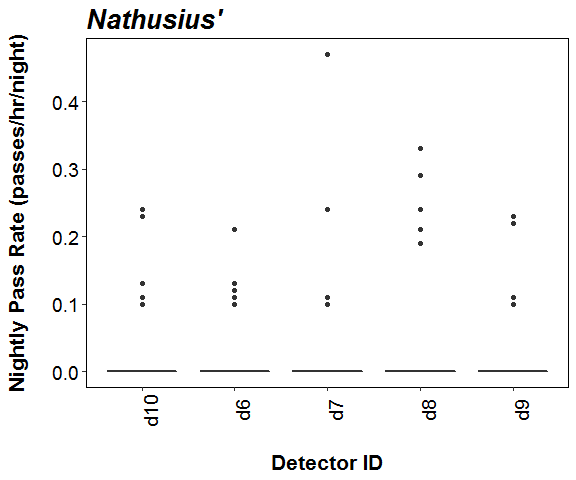 Nathusius'
Nightly Pass Rate (passes/hr/night)
0.4
0.3
0.2
0.1
0.0
d10 d6 d7 d8 d9
Detector ID